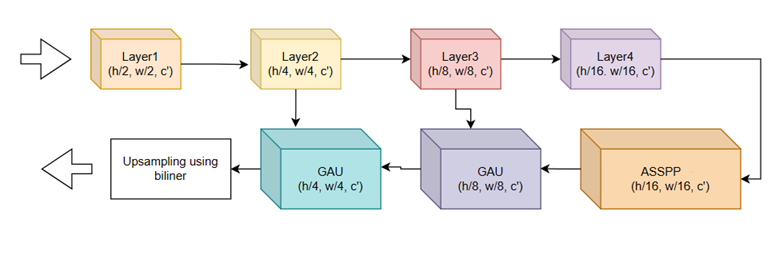 Layer1
(h/2, w/2, c')
Layer2
(h/4, w/4, c')
Layer3
(h/8, w/8, c')
Layer4
(h/16. w/16, c')
Upsampling using
biliner
GAU
(h/4, w/4, c')
GAU
(h/8, w/8, c')
ASSPP
(h/16, w/16, c')